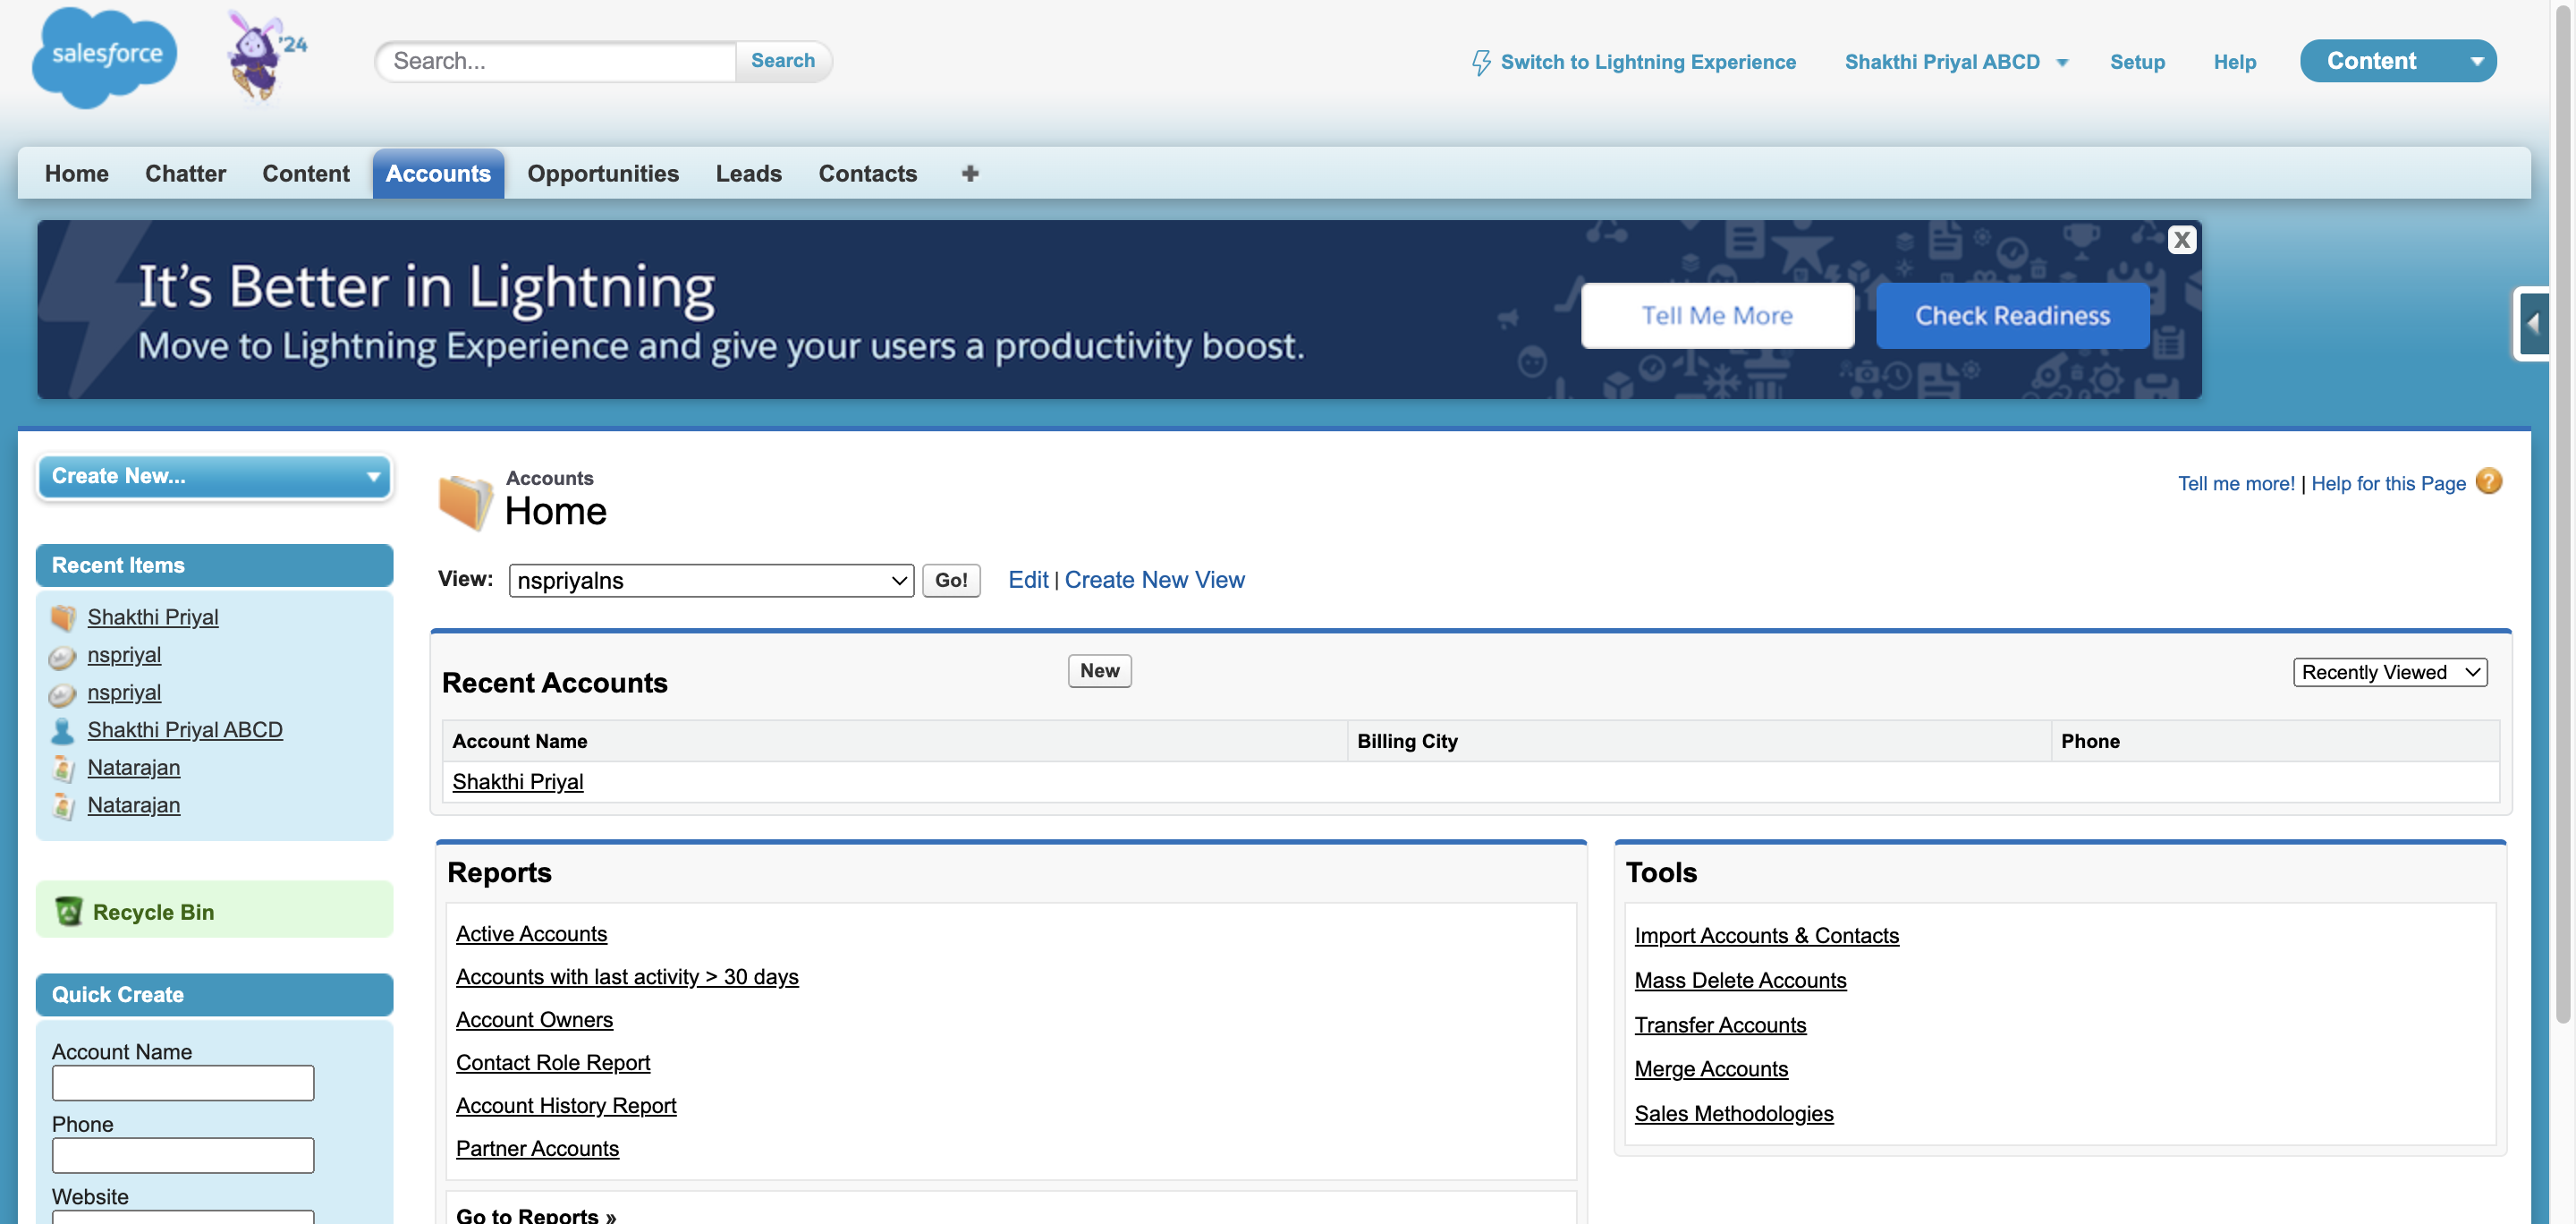 salesforce
'24
Search...
Search
Switch to Lightning Experience
Shakthi Priyal ABCD
Setup
Help
Content
Home
Chatter
Content
Accounts
Opportunities
Leads
Contacts
It's Better in Lightning
Move to Lightning Experience and give your users a productivity boost.
Tell Me More
Check Readiness
X
Create New...
Accounts
Home
Tell me more! | Help for this Page
?
Recent Items
Shakthi Priyal
nspriyal
nspriyal
Shakthi Priyal ABCD
Natarajan
Natarajan
View:
nspriyalns
Go!
Edit | Create New View
Recent Accounts
New
Recently Viewed
Account Name
Billing City
Phone
Shakthi Priyal
Recycle Bin
Quick Create
Account Name
Phone
Website
Reports
Active Accounts
Accounts with last activity > 30 days
Account Owners
Contact Role Report
Account History Report
Partner Accounts
Go to Reports »
Tools
Import Accounts & Contacts
Mass Delete Accounts
Transfer Accounts
Merge Accounts
Sales Methodologies